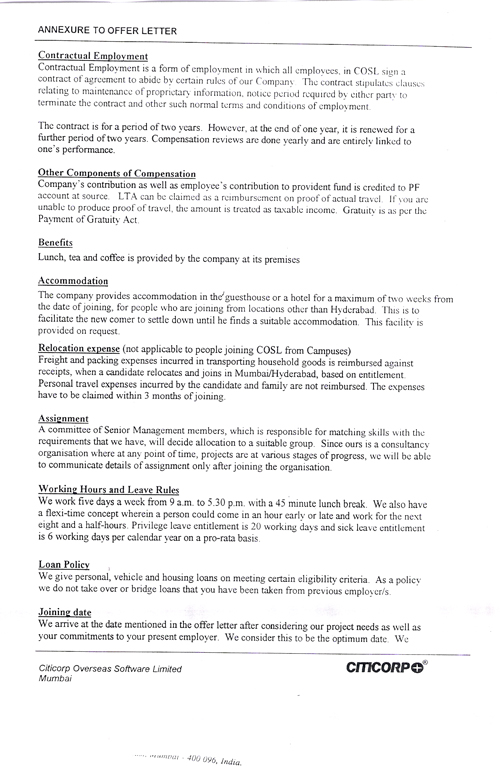 ANNEXURE TO OFFER LETTER
Contractual Employment
Contractual Employment is a form of employment in which all employees, in COSL sign a
contract of agreement to abide by certain rules of our Company. The contract stipulates clauses
relating to maintenance of proprietary information, notice period required by either party to
terminate the contract and other such normal terms and conditions of employment.
The contract is for a period of two years. However, at the end of one year, it is renewed for a
further period of two years. Compensation reviews are done yearly and are entirely linked to
one's performance.
Other Components of Compensation
Company's contribution as well as employee's contribution to provident fund is credited to PF
account at source. LTA can be claimed as a reimbursement on proof of actual travel. If you are
unable to produce proof of travel, the amount is treated as taxable income. Gratuity is as per the
Payment of Gratuity Act.
Benefits
Lunch, tea and coffee is provided by the company at its premises
Accommodation
The company provides accommodation in the guesthouse or a hotel for a maximum of two weeks from
the date of joining, for people who are joining from locations other than Hyderabad. This is to
facilitate the new comer to settle down until he finds a suitable accommodation. This facility is
provided on request.
Relocation expense (not applicable to people joining COSL from Campuses)
Freight and packing expenses incurred in transporting household goods is reimbursed against
receipts, when a candidate relocates and joins in Mumbai/Hyderabad, based on entitlement.
Personal travel expenses incurred by the candidate and family are not reimbursed. The expenses
have to be claimed within 3 months of joining.
Assignment
A committee of Senior Management members, which is responsible for matching skills with the
requirements that we have, will decide allocation to a suitable group. Since ours is a consultancy
organisation where at any point of time, projects are at various stages of progress, we will be able
to communicate details of assignment only after joining the organisation.
Working Hours and Leave Rules
We work five days a week from 9 a.m. to 5.30 p.m. with a 45 minute lunch break. We also have
a flexi-time concept wherein a person could come in an hour early or late and work for the next
eight and a half-hours. Privilege leave entitlement is 20 working days and sick leave entitlement
is 6 working days per calendar year on a pro-rata basis.
Loan Policy
We give personal, vehicle and housing loans on meeting certain eligibility criteria. As a policy
we do not take over or bridge loans that you have been taken from previous employer/s.
Joining date
We arrive at the date mentioned in the offer letter after considering our project needs as well as
your commitments to your present employer. We consider this to be the optimum date. We
Citicorp Overseas Software Limited
Mumbai
CITICORP®
- 400 096, India.